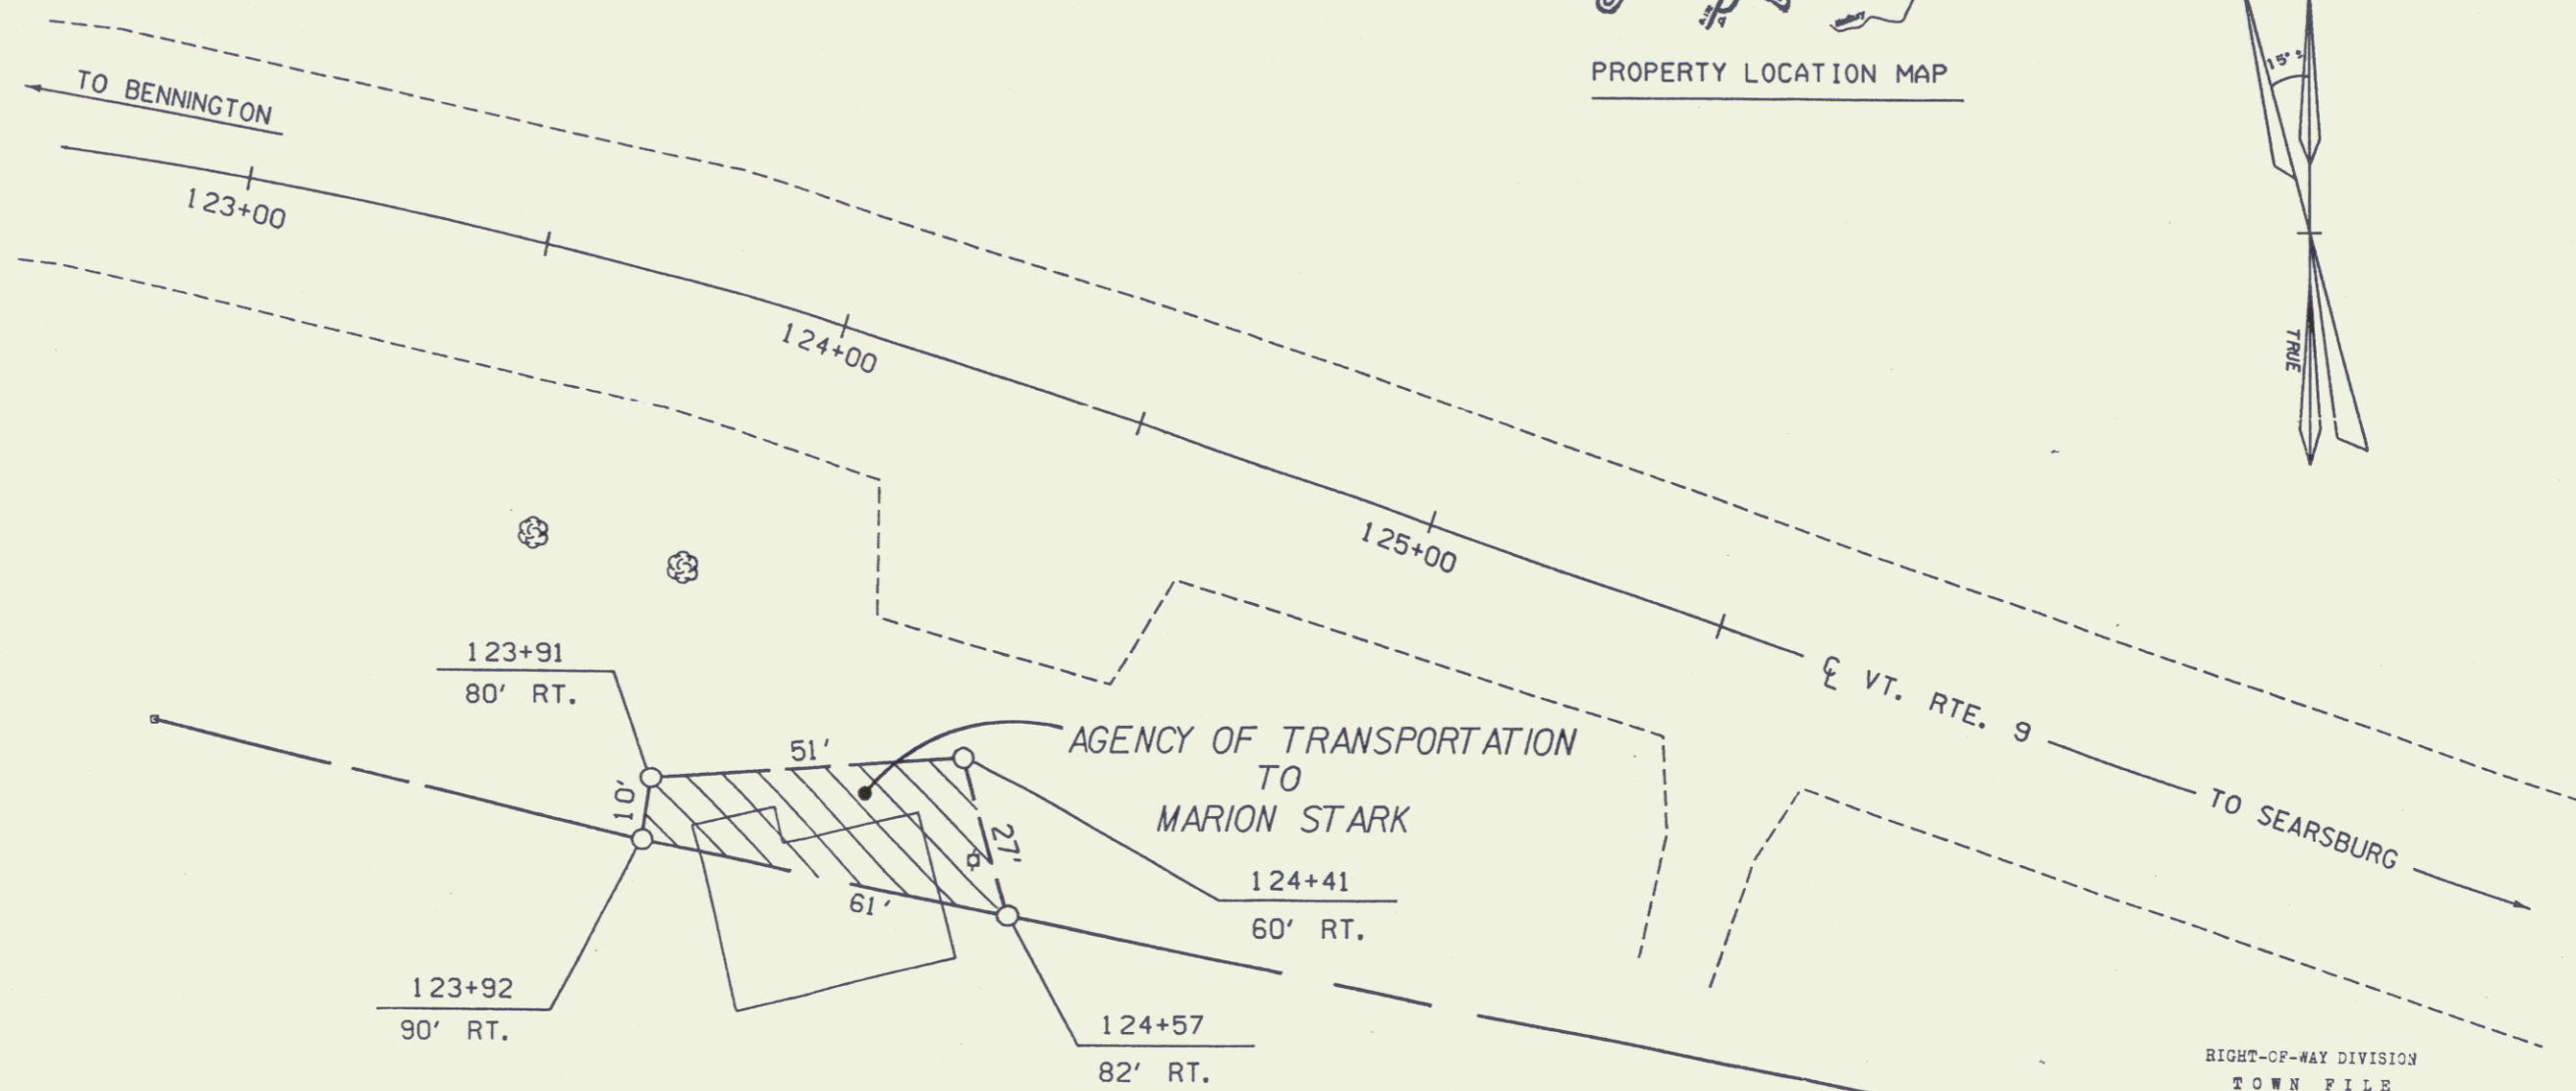 PROPERTY LOCATION MAP
15°
TRUE
TO BENNINGTON
123+00
124+00
125+00
℄ VT. RTE. 9
TO SEARSBURG
123+91
80' RT.
51'
10'
AGENCY OF TRANSPORTATION
TO
MARION STARK
27'
61'
124+41
60' RT.
123+92
90' RT.
124+57
82' RT.
RIGHT-OF-WAY DIVISION
TOWN FILE